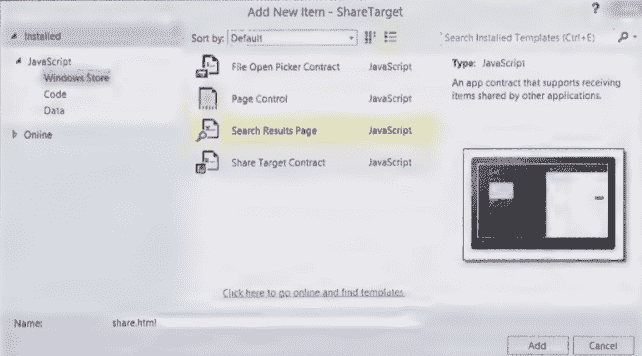 Add New Item - ShareTarget
?
Installed
JavaScript
Windows Store
Code
Data
Online
Sort by: Default
File Open Picker Contract JavaScript
Page Control JavaScript
Search Results Page JavaScript
Share Target Contract JavaScript
Click here to go online and find templates.
Search Installed Templates (Ctrl+E)
Type: JavaScript
An app contract that supports receiving
items shared by other applications.
Name: share.html
Add Cancel